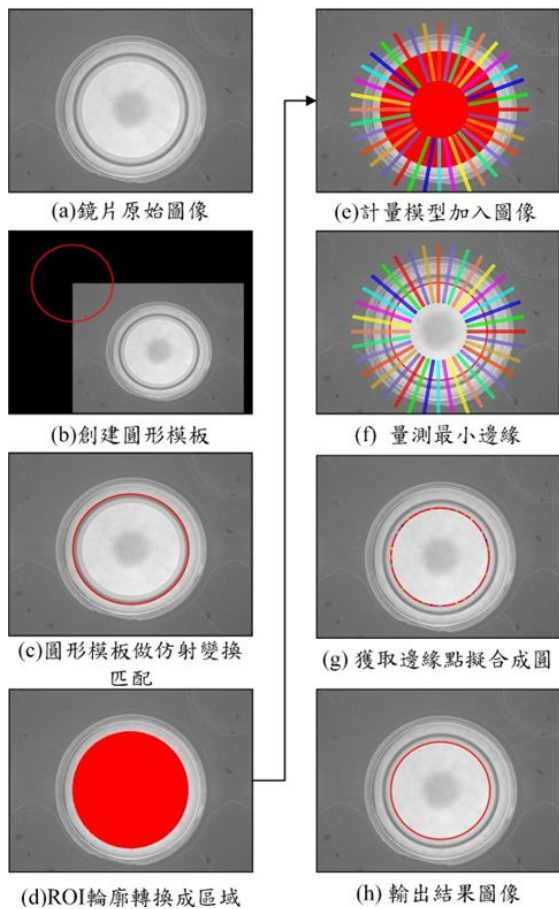 (a)鏡片原始圖像
(b)創建圓形模板
(c)圓形模板做仿射變換
匹配
(d)ROI輪廓轉換成區域
(e)計量模型加入圖像
(f) 量測最小邊緣
(g) 獲取邊緣點擬合成圓
(h) 輸出結果圖像